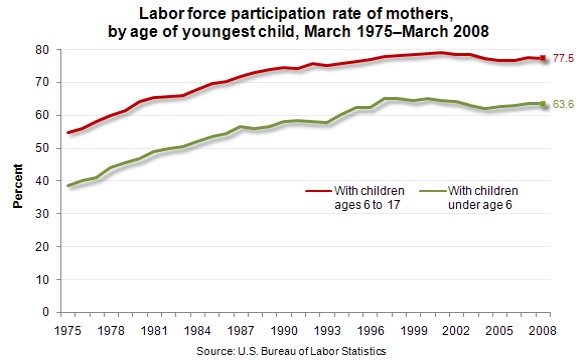 Labor force participation rate of mothers,
by age of youngest child, March 1975–March 2008
80
70
60
50
40
30
20
10
0
Percent
77.5
63.6
With children
ages 6 to 17
With children
under age 6
1975 1978 1981 1984 1987 1990 1993 1996 1999 2002 2005 2008
Source: U.S. Bureau of Labor Statistics